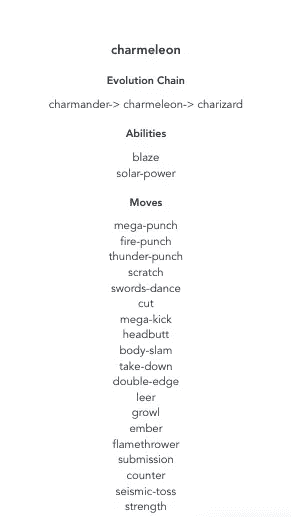 charmeleon
Evolution Chain
charmander-> charmeleon-> charizard
Abilities
blaze
solar-power
Moves
mega-punch
fire-punch
thunder-punch
scratch
swords-dance
cut
mega-kick
headbutt
body-slam
take-down
double-edge
leer
growl
ember
flamethrower
submission
counter
seismic-toss
strength